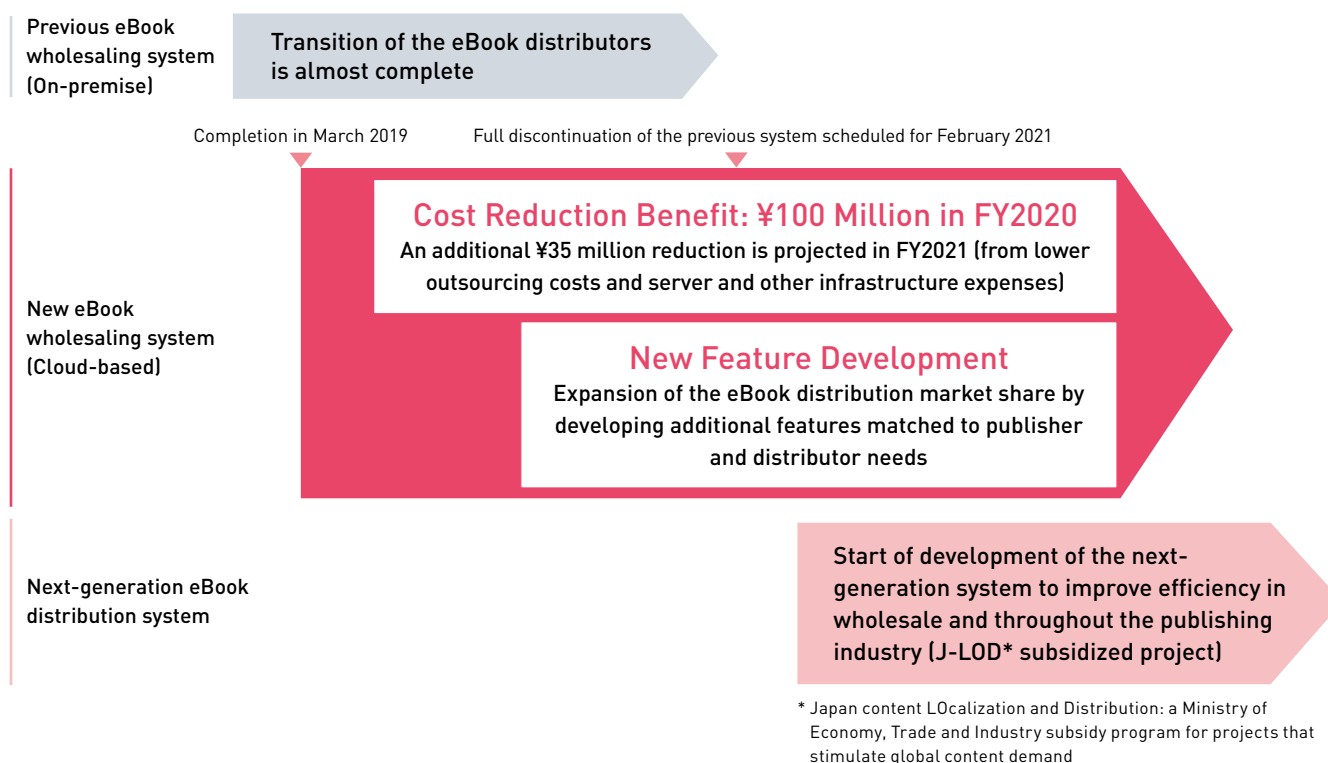 Previous eBook
wholesaling system
(On-premise)
Transition of the eBook distributors
is almost complete
Completion in March 2019
Full discontinuation of the previous system scheduled for February 2021
New eBook
wholesaling system
(Cloud-based)
Cost Reduction Benefit: ¥100 Million in FY2020
An additional ¥35 million reduction is projected in FY2021 (from lower
outsourcing costs and server and other infrastructure expenses)
New Feature Development
Expansion of the eBook distribution market share by
developing additional features matched to publisher
and distributor needs
Next-generation eBook
distribution system
Start of development of the next-
generation system to improve efficiency in
wholesale and throughout the publishing
industry (J-LOD* subsidized project)
* Japan content LOcalization and Distribution: a Ministry of
Economy, Trade and Industry subsidy program for projects that
stimulate global content demand